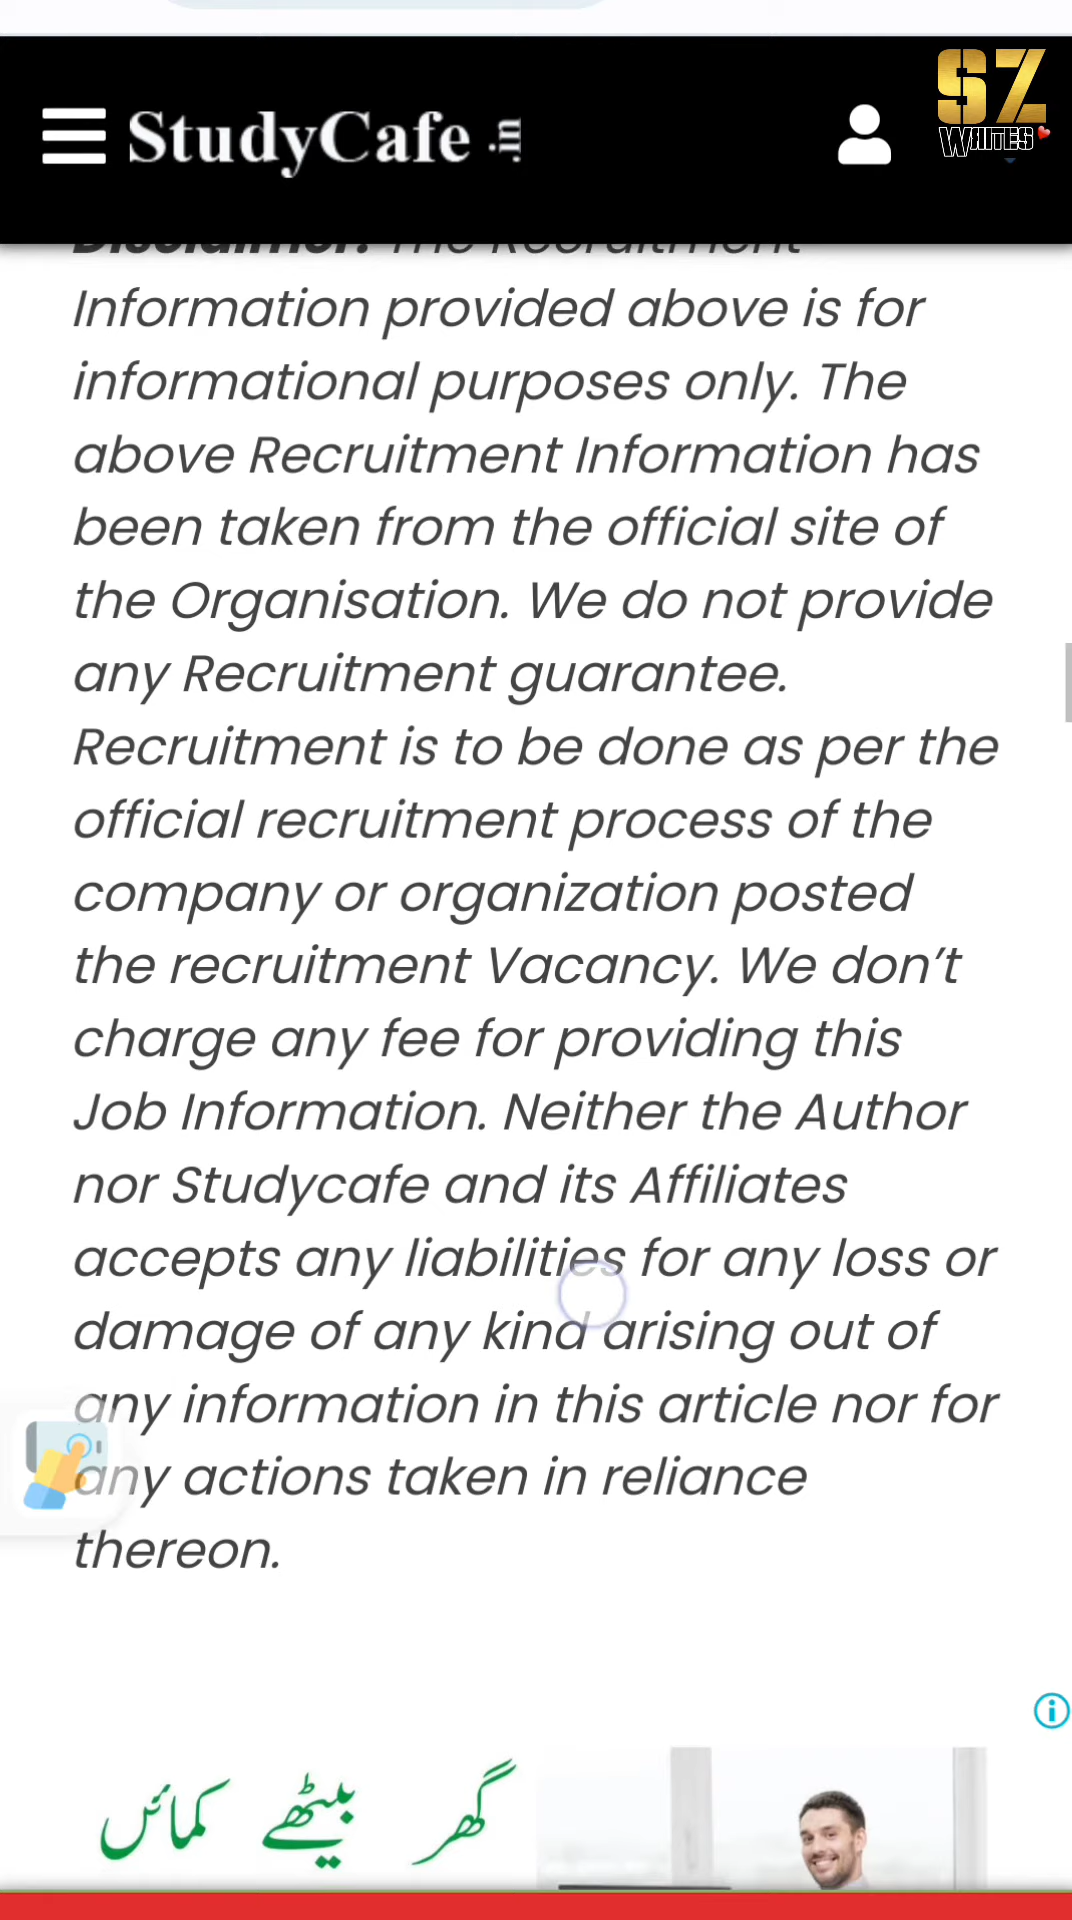 StudyCafe.in
SZ
WRITES
Disclaimer: The Recruitment
Information provided above is for
informational purposes only. The
above Recruitment Information has
been taken from the official site of
the Organisation. We do not provide
any Recruitment guarantee.
Recruitment is to be done as per the
official recruitment process of the
company or organization posted
the recruitment Vacancy. We don’t
charge any fee for providing this
Job Information. Neither the Author
nor Studycafe and its Affiliates
accepts any liabilities for any loss or
damage of any kind arising out of
any information in this article nor for
any actions taken in reliance
thereon.
گھر بیٹھے کمائں